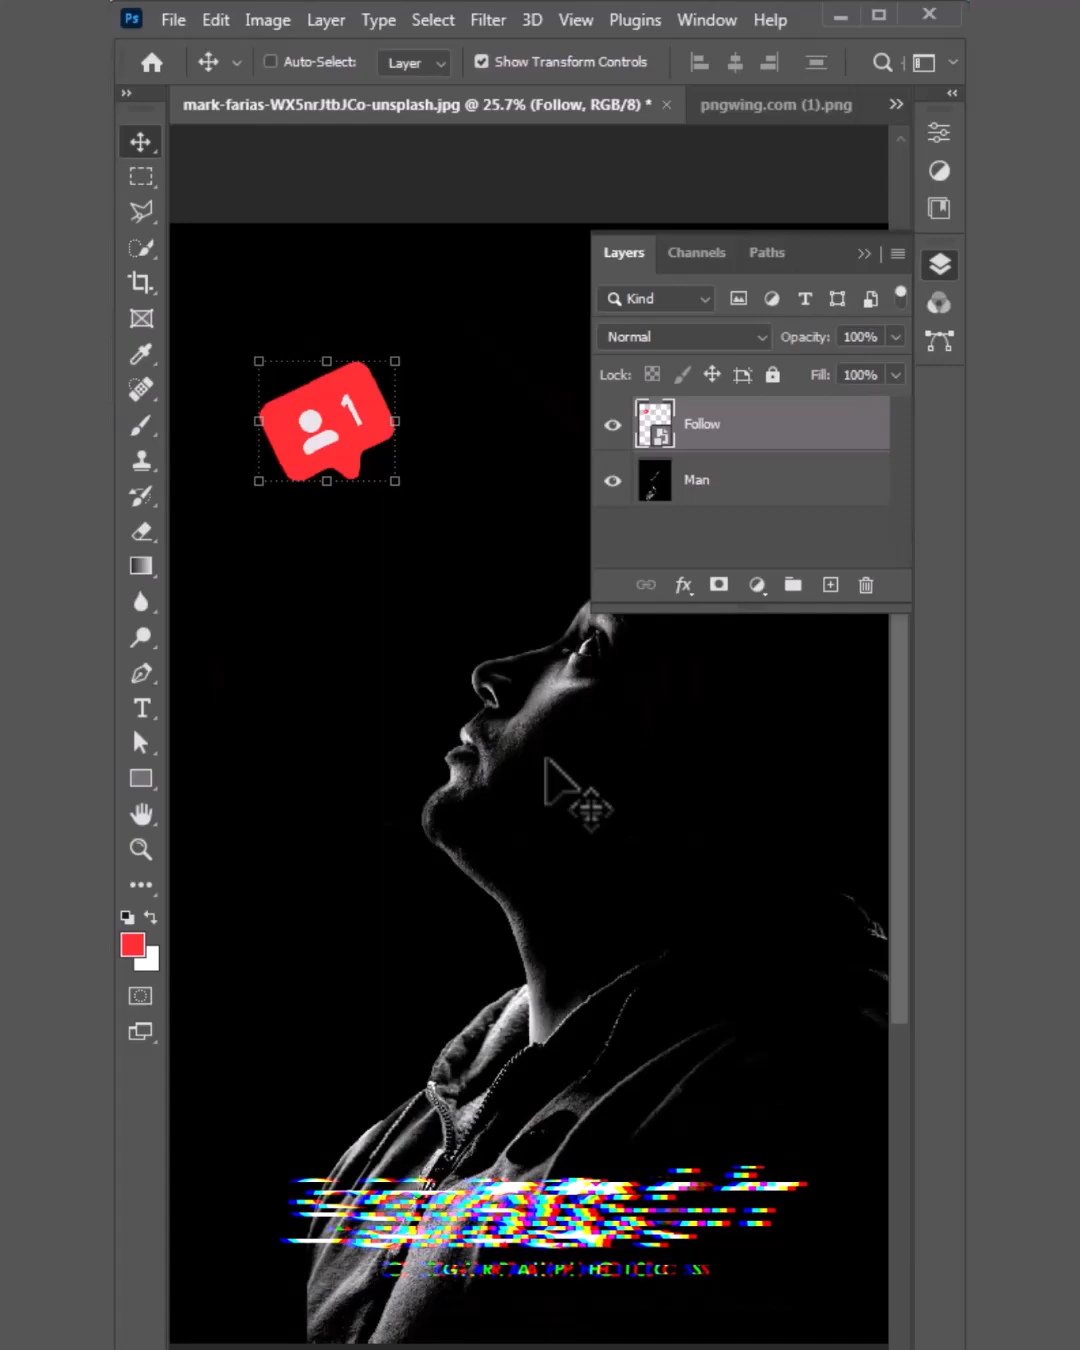 Ps File Edit Image Layer Type Select Filter 3D View Plugins Window Help
Auto-Select: Layer Show Transform Controls
mark-farias-WX5nrJtbJCo-unsplash.jpg @ 25.7% (Follow, RGB/8) * × pngwing.com (1).png
Layers Channels Paths
Kind
Normal Opacity: 100%
Lock: Fill: 100%
Follow
Man
fx
1